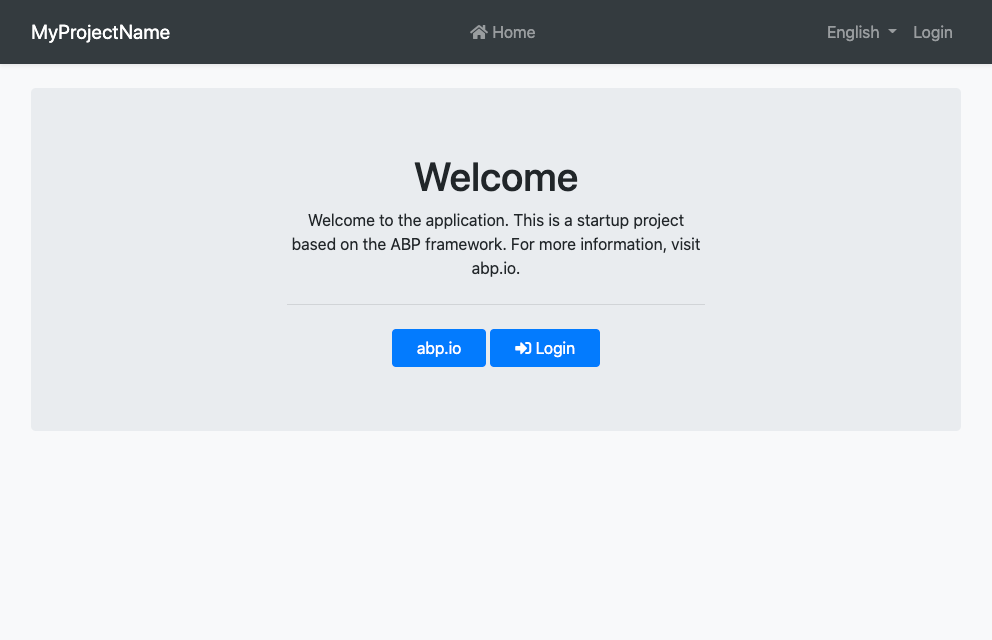 MyProjectName
Home
English
Login
Welcome
Welcome to the application. This is a startup project
based on the ABP framework. For more information, visit
abp.io.
abp.io
Login